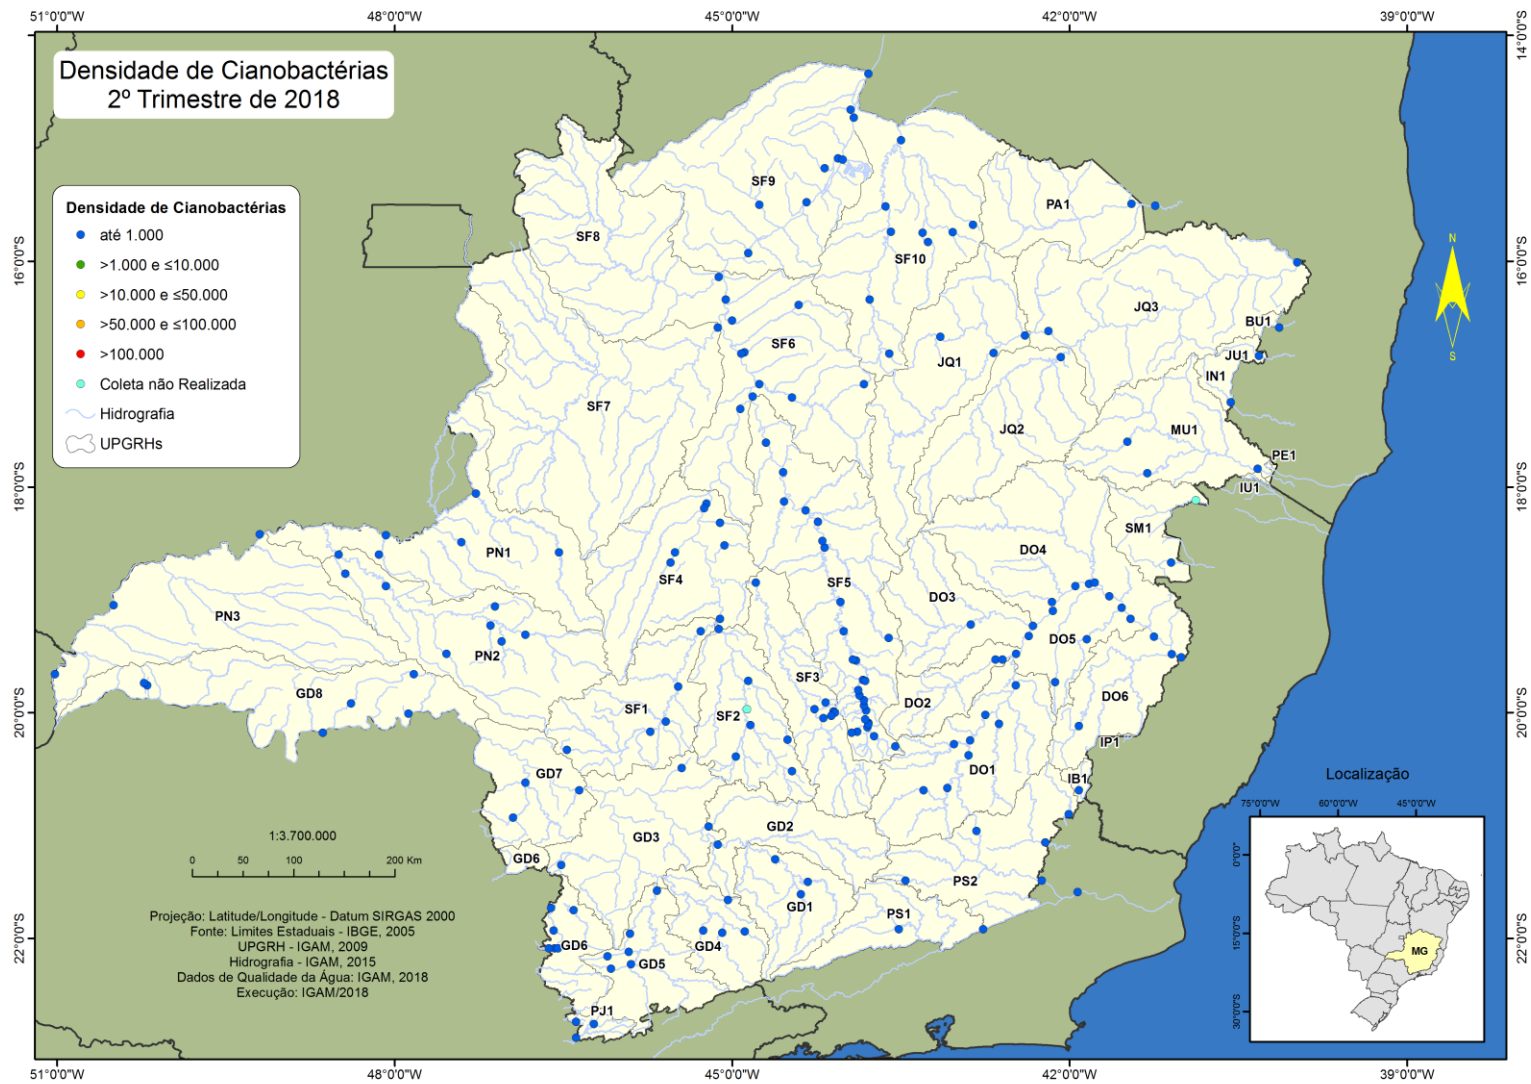 51°0'0"W
48°0'0"W
45°0'0"W
42°0'0"W
39°0'0"W
14°0'0"S
Densidade de Cianobactérias
2º Trimestre de 2018
Densidade de Cianobactérias
até 1.000
>1.000 e ≤10.000
>10.000 e ≤50.000
>50.000 e ≤100.000
>100.000
Coleta não Realizada
Hidrografia
UPGRHs
SF9
PA1
SF8
SF10
16°0'0"S
16°0'0"S
N
S
JQ3
BU1
SF6
JU1
JQ1
IN1
SF7
JQ2
MU1
PE1
IU1
18°0'0"S
18°0'0"S
SM1
PN1
DO4
SF4
SF5
DO3
PN3
DO5
PN2
SF3
GD8
DO6
DO2
SF1
SF2
20°0'0"S
20°0'0"S
IP1
GD7
DO1
IB1
GD3
GD2
GD6
PS2
GD1
PS1
GD6
GD4
GD5
PJ1
22°0'0"S
22°0'0"S
1:3.700.000
0 50 100 200 Km
Projeção: Latitude/Longitude - Datum SIRGAS 2000
Fonte: Limites Estaduais - IBGE, 2005
UPGRH - IGAM, 2009
Hidrografia - IGAM, 2015
Dados de Qualidade da Água: IGAM, 2018
Execução: IGAM/2018
Localização
75°0'0"W
60°0'0"W
45°0'0"W
0°0'0"
15°0'0"S
30°0'0"S
MG
51°0'0"W
48°0'0"W
45°0'0"W
42°0'0"W
39°0'0"W